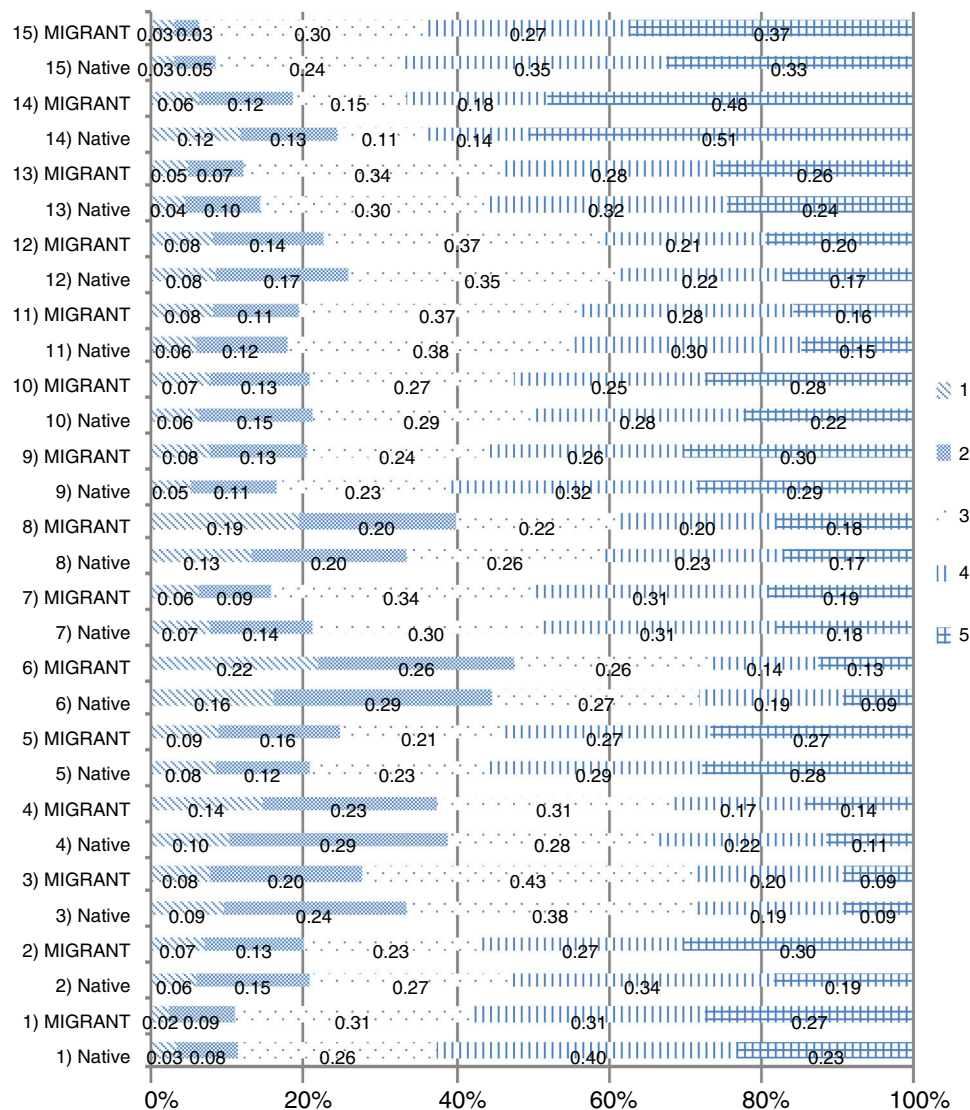 15) MIGRANT 0.03 0.03 0.30 0.27 0.37
15) Native 0.03 0.05 0.24 0.35 0.33
14) MIGRANT 0.06 0.12 0.15 0.18 0.48
14) Native 0.12 0.13 0.11 0.14 0.51
13) MIGRANT 0.05 0.07 0.34 0.28 0.26
13) Native 0.04 0.10 0.30 0.32 0.24
12) MIGRANT 0.08 0.14 0.37 0.21 0.20
12) Native 0.08 0.17 0.35 0.22 0.17
11) MIGRANT 0.08 0.11 0.37 0.28 0.16
11) Native 0.06 0.12 0.38 0.30 0.15
10) MIGRANT 0.07 0.13 0.27 0.25 0.28
10) Native 0.06 0.15 0.29 0.28 0.22
9) MIGRANT 0.08 0.13 0.24 0.26 0.30
9) Native 0.05 0.11 0.23 0.32 0.29
8) MIGRANT 0.19 0.20 0.22 0.20 0.18
8) Native 0.13 0.20 0.26 0.23 0.17
7) MIGRANT 0.06 0.09 0.34 0.31 0.19
7) Native 0.07 0.14 0.30 0.31 0.18
6) MIGRANT 0.22 0.26 0.26 0.14 0.13
6) Native 0.16 0.29 0.27 0.19 0.09
5) MIGRANT 0.09 0.16 0.21 0.27 0.27
5) Native 0.08 0.12 0.23 0.29 0.28
4) MIGRANT 0.14 0.23 0.31 0.17 0.14
4) Native 0.10 0.29 0.28 0.22 0.11
3) MIGRANT 0.08 0.20 0.43 0.20 0.09
3) Native 0.09 0.24 0.38 0.19 0.09
2) MIGRANT 0.07 0.13 0.23 0.27 0.30
2) Native 0.06 0.15 0.27 0.34 0.19
1) MIGRANT 0.02 0.09 0.31 0.31 0.27
1) Native 0.03 0.08 0.26 0.40 0.23
0% 20% 40% 60% 80% 100%
1
2
3
4
5